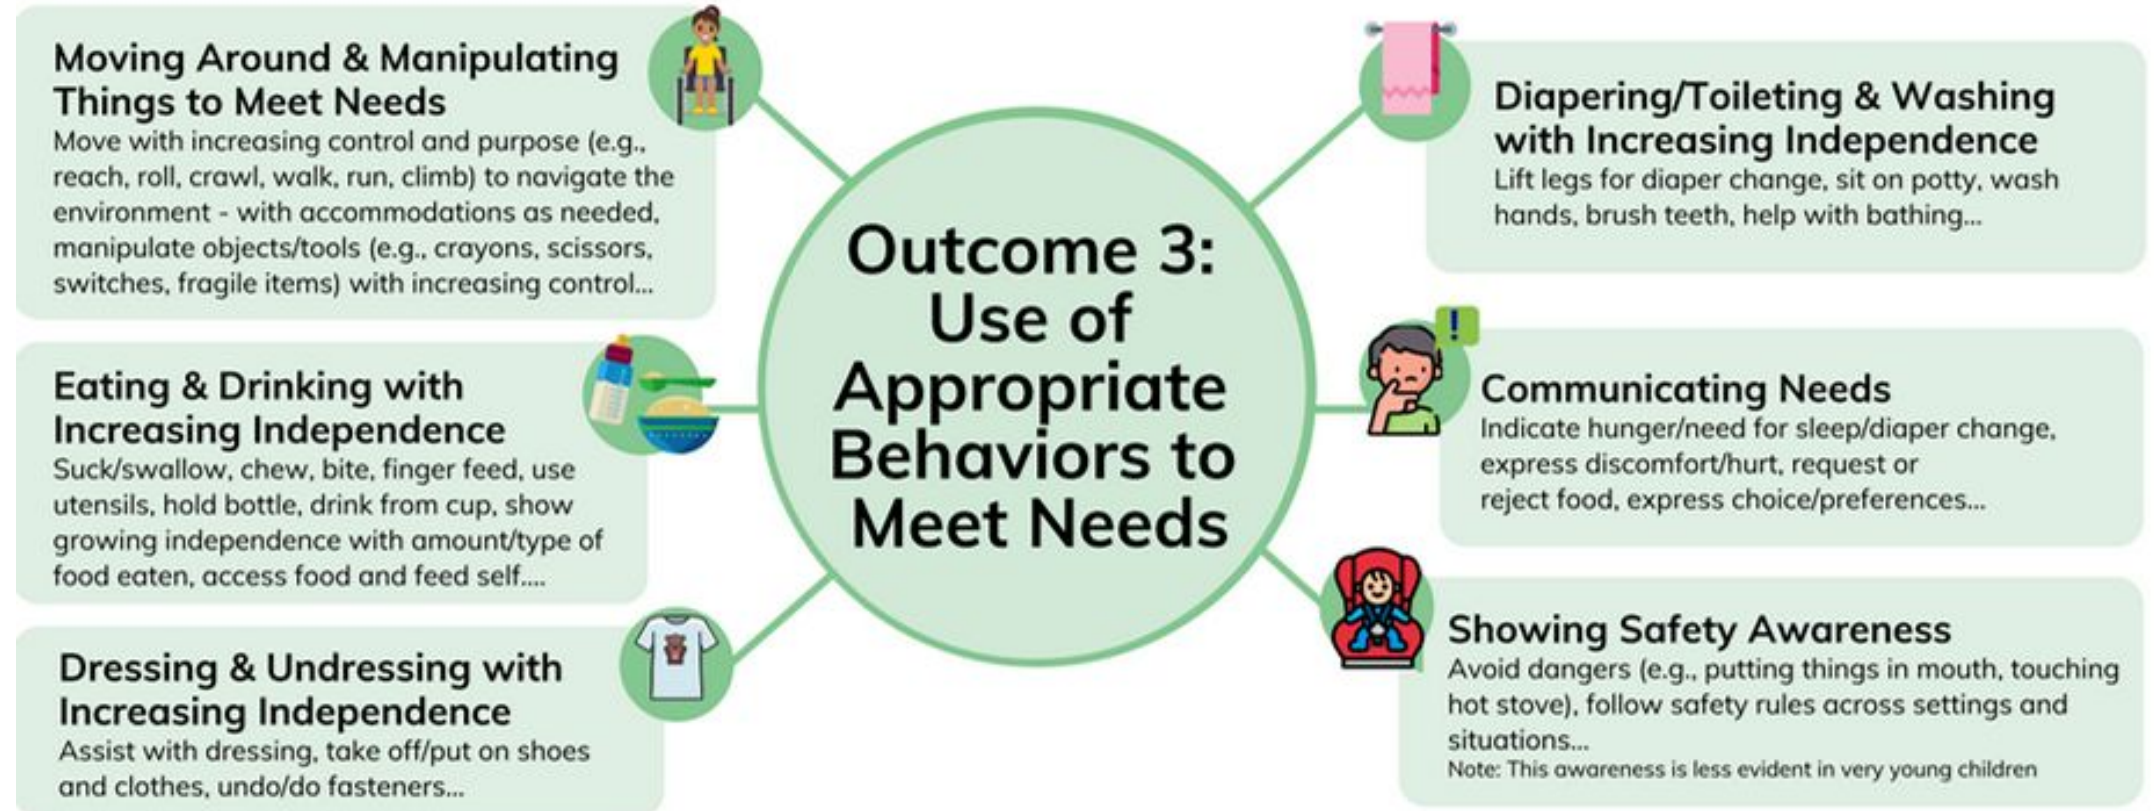 Moving Around & Manipulating
Things to Meet Needs
Move with increasing control and purpose (e.g.,
reach, roll, crawl, walk, run, climb) to navigate the
environment - with accommodations as needed,
manipulate objects/tools (e.g., crayons, scissors,
switches, fragile items) with increasing control...
Eating & Drinking with
Increasing Independence
Suck/swallow, chew, bite, finger feed, use
utensils, hold bottle, drink from cup, show
growing independence with amount/type of
food eaten, access food and feed self....
Dressing & Undressing with
Increasing Independence
Assist with dressing, take off/put on shoes
and clothes, undo/do fasteners...
Outcome 3:
Use of
Appropriate
Behaviors to
Meet Needs
Diapering/Toileting & Washing
with Increasing Independence
Lift legs for diaper change, sit on potty, wash
hands, brush teeth, help with bathing...
!
Communicating Needs
Indicate hunger/need for sleep/diaper change,
express discomfort/hurt, request or
reject food, express choice/preferences...
Showing Safety Awareness
Avoid dangers (e.g., putting things in mouth, touching
hot stove), follow safety rules across settings and
situations...
Note: This awareness is less evident in very young children